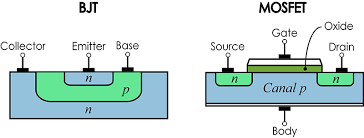 BJT
Collector
Emitter
Base
n
p
n
MOSFET
Oxide
Gate
Source
Drain
n
n
Canal p
Body